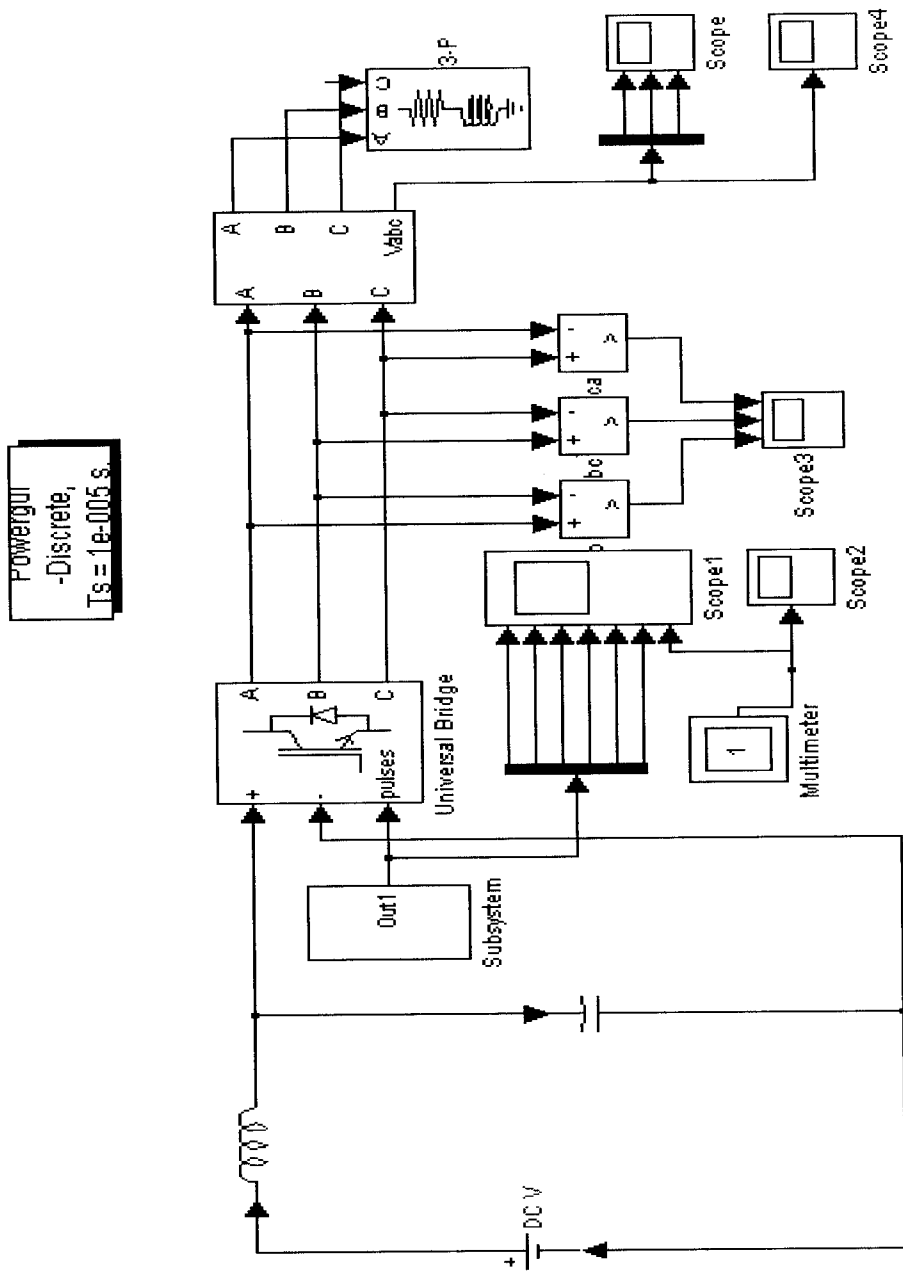 Powergui
-Discrete,
Ts = 1e-005 s.
DC V
+
Subsystem
Out1
Universal Bridge
+
-
pulses
A
B
C
A
B
C
A
B
C
Vabc
A
B
C
3-P
+
-
v
+
-
v
bc
+
-
v
ca
Scope
Scope4
Scope3
Scope1
Scope2
Multimeter
1